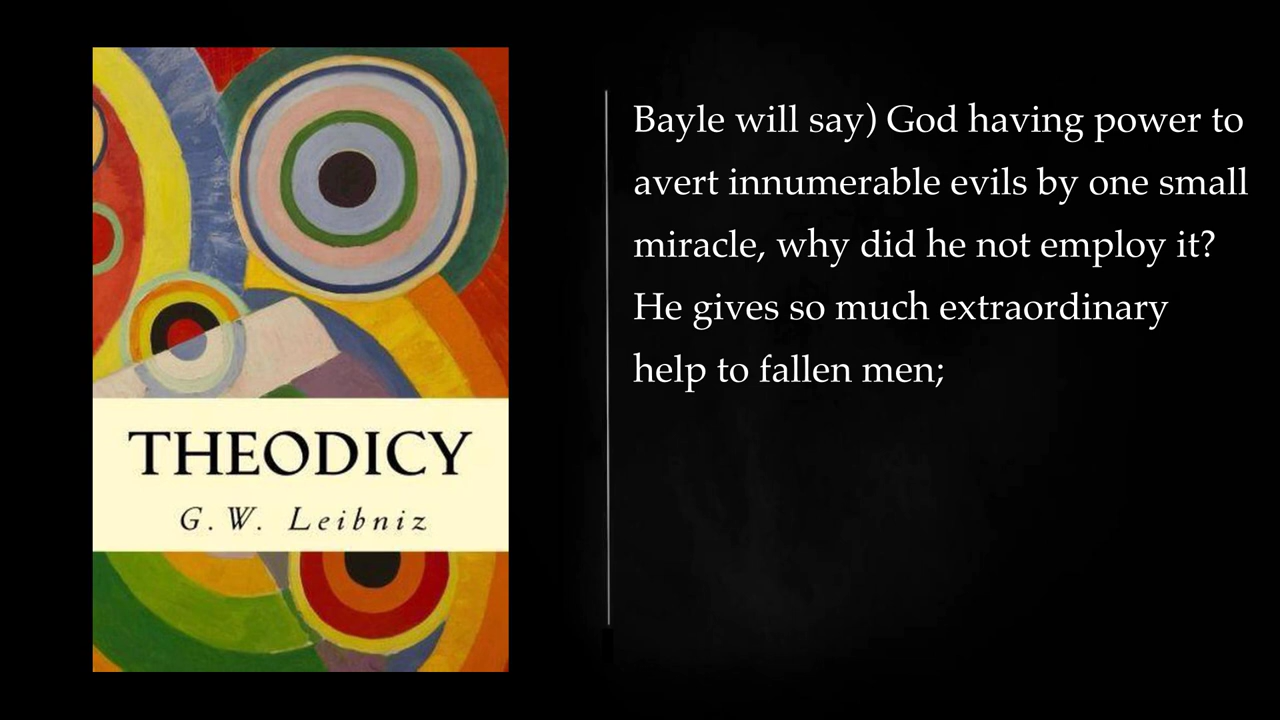 THEODICY
G. W. Leibniz
Bayle will say) God having power to
avert innumerable evils by one small
miracle, why did he not employ it?
He gives so much extraordinary
help to fallen men;